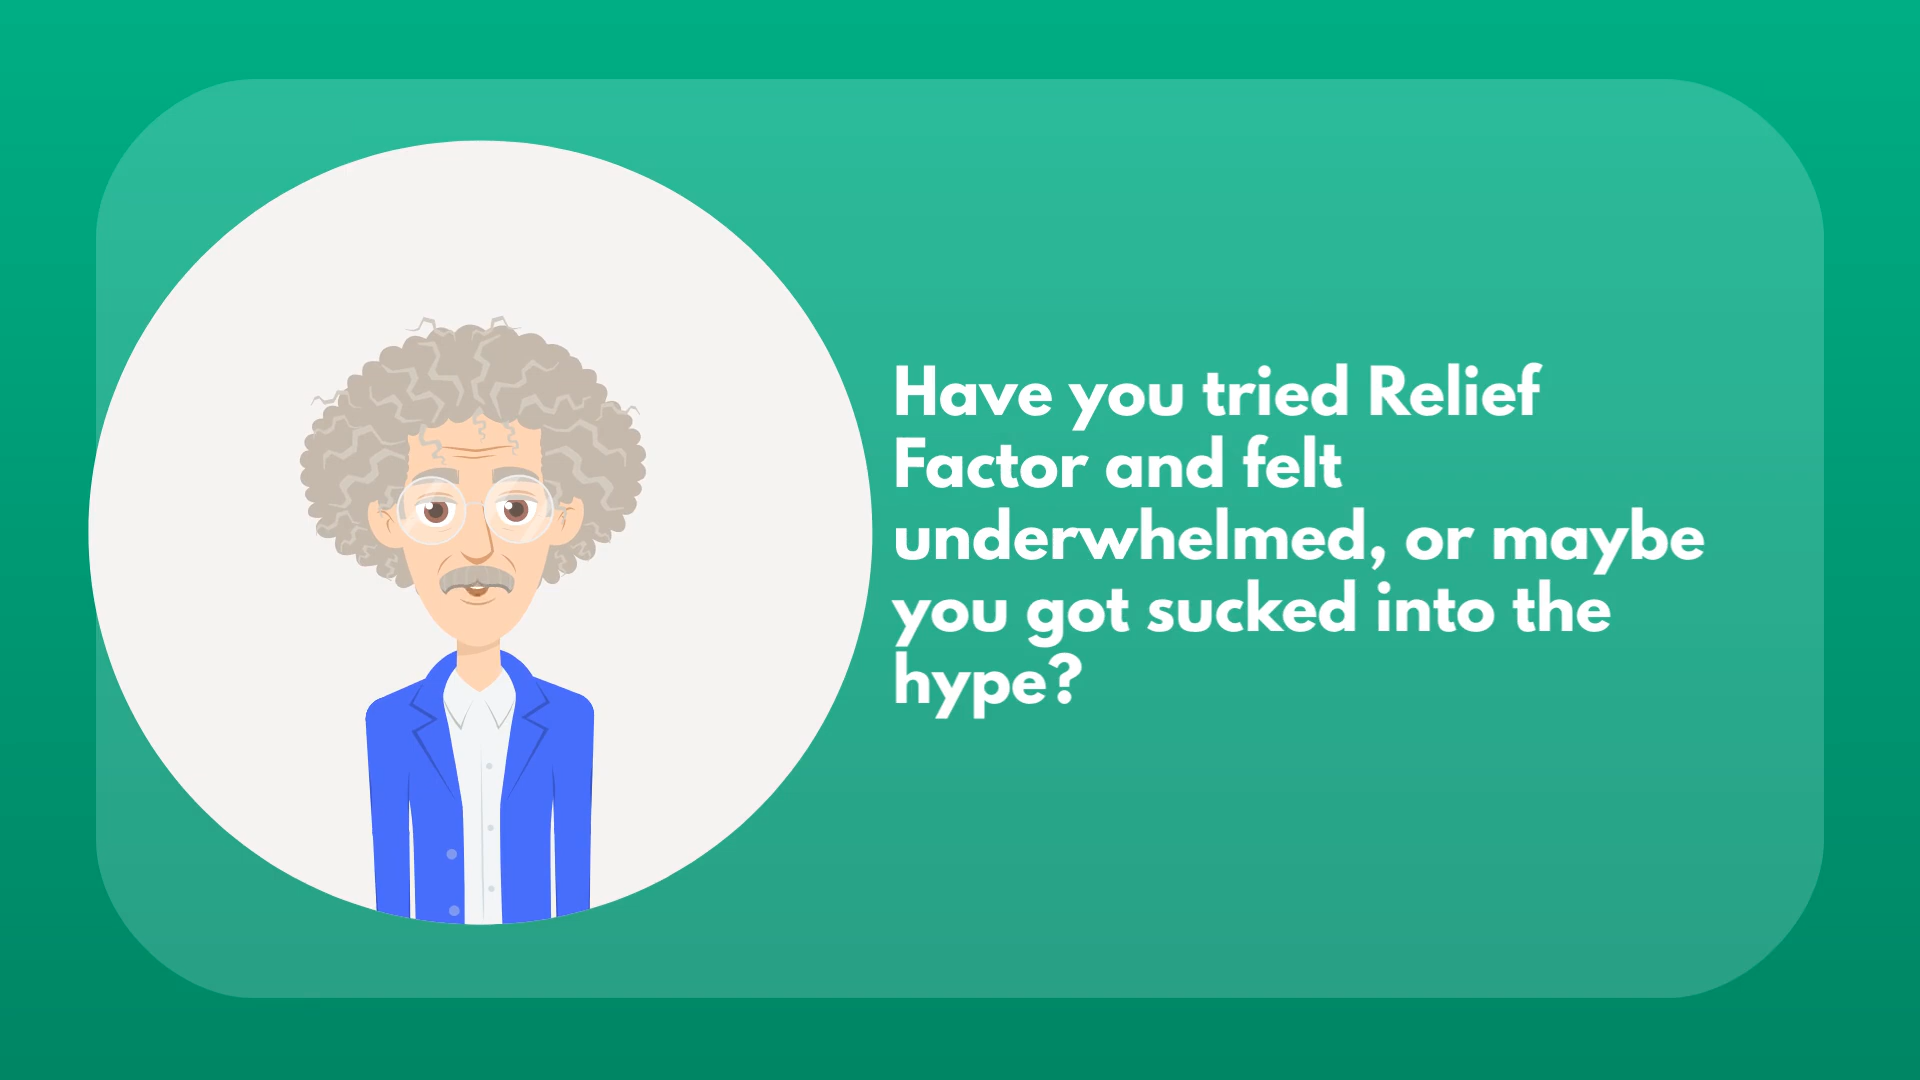 Have you tried Relief
Factor and felt
underwhelmed, or maybe
you got sucked into the
hype?